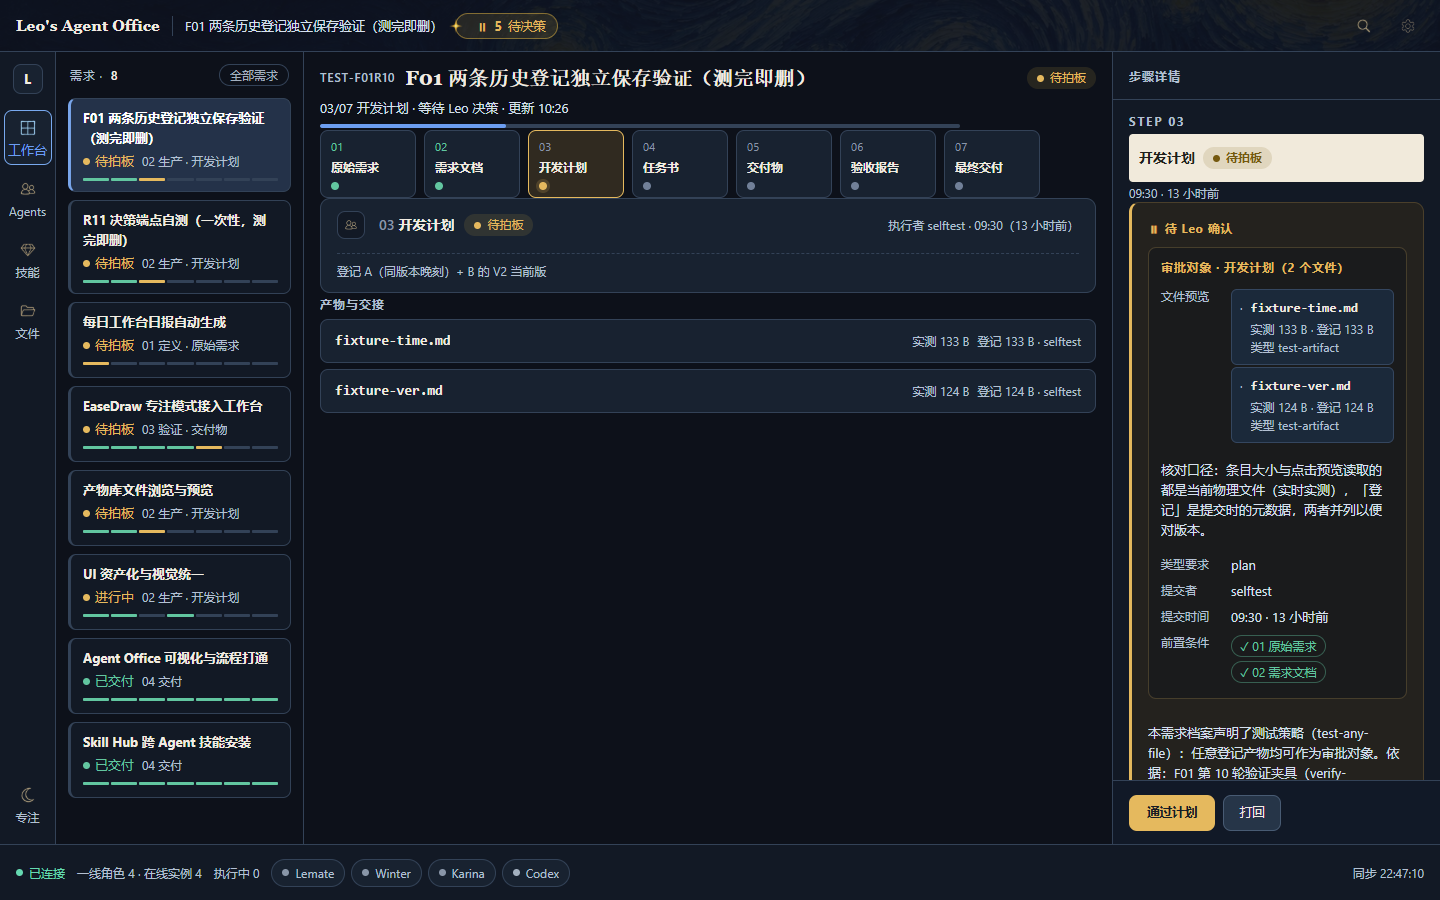 Leo's Agent Office
F01 两条历史登记独立保存验证（测完即删）
5 待决策
L
工作台
Agents
技能
文件
专注
需求 · 8
全部需求
F01 两条历史登记独立保存验证
（测完即删）
待拍板 02 生产 · 开发计划
R11 决策端点自测（一次性，测
完即删）
待拍板 02 生产 · 开发计划
每日工作台日报自动生成
待拍板 01 定义 · 原始需求
EaseDraw 专注模式接入工作台
待拍板 03 验证 · 交付物
产物库文件浏览与预览
待拍板 02 生产 · 开发计划
UI 资产化与视觉统一
进行中 02 生产 · 开发计划
Agent Office 可视化与流程打通
已交付 04 交付
Skill Hub 跨 Agent 技能安装
已交付 04 交付
TEST-F01R10 F01 两条历史登记独立保存验证（测完即删）
待拍板
03/07 开发计划 · 等待 Leo 决策 · 更新 10:26
01
原始需求
02
需求文档
03
开发计划
04
任务书
05
交付物
06
验收报告
07
最终交付
03 开发计划 待拍板
执行者 selftest · 09:30（13 小时前）
登记 A（同版本晚刻）+ B 的 V2 当前版
产物与交接
fixture-time.md
实测 133 B 登记 133 B · selftest
fixture-ver.md
实测 124 B 登记 124 B · selftest
步骤详情
STEP 03
开发计划 待拍板
09:30 · 13 小时前
待 Leo 确认
审批对象 · 开发计划（2 个文件）
文件预览
· fixture-time.md
实测 133 B · 登记 133 B
类型 test-artifact
· fixture-ver.md
实测 124 B · 登记 124 B
类型 test-artifact
核对口径：条目大小与点击预览读取的
都是当前物理文件（实时实测），「登
记」是提交时的元数据，两者并列以便
对版本。
类型要求 plan
提交者 selftest
提交时间 09:30 · 13 小时前
前置条件 ✓ 01 原始需求
✓ 02 需求文档
本需求档案声明了测试策略（test-any-
file）：任意登记产物均可作为审批对象。依
据：F01 第 10 轮验证夹具（verify-
通过计划
打回
已连接 一线角色 4 · 在线实例 4 执行中 0
Lemate
Winter
Karina
Codex
同步 22:47:10